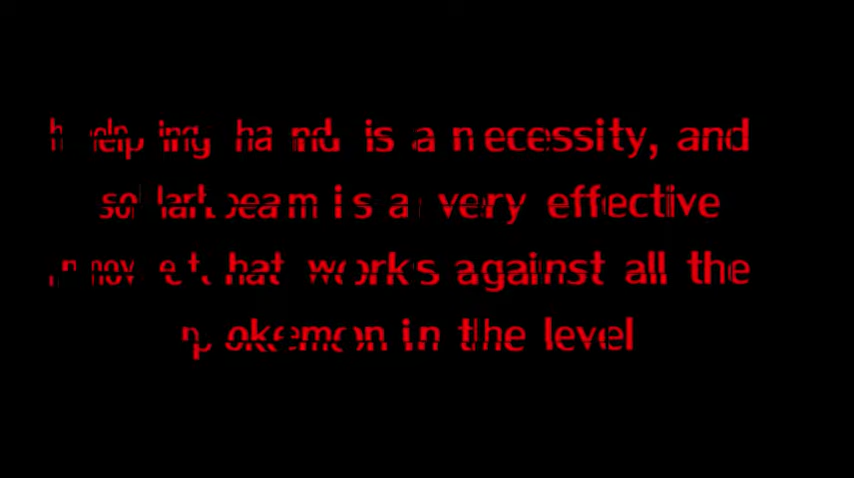 helping hand is a necessity, and
solarbeam is a very effective
move that works against all the
pokemon in the level